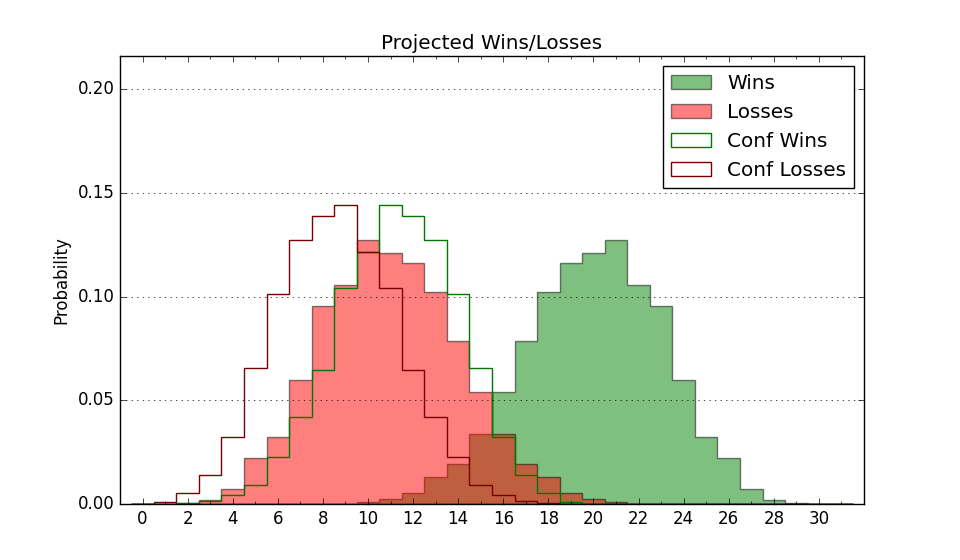 Projected Wins/Losses
Wins
Losses
Conf Wins
Conf Losses
Probability
0.20
0.15
0.10
0.05
0.00
0 2 4 6 8 10 12 14 16 18 20 22 24 26 28 30